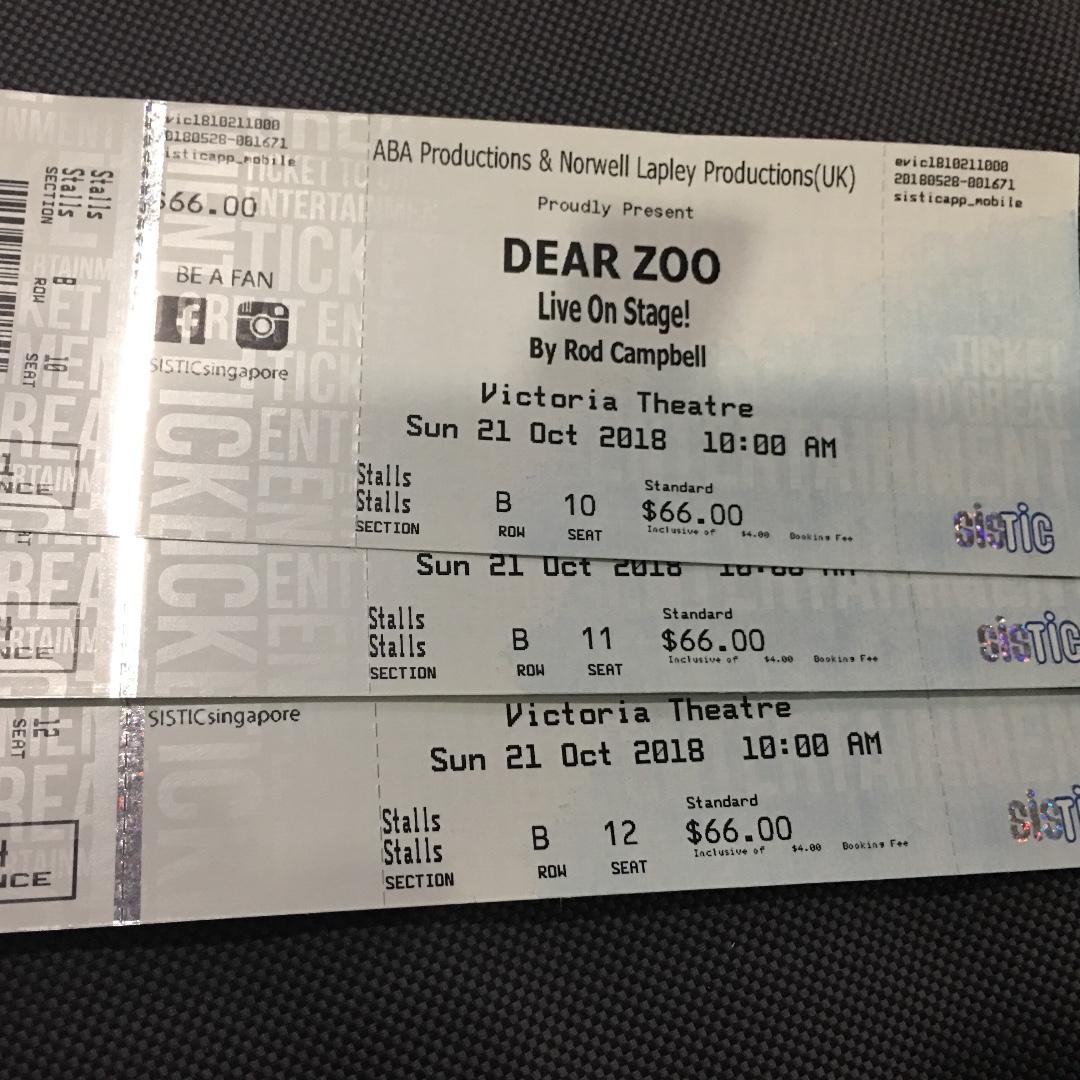 evic1810211000
20180528-001671
sisticapp_mobile
$66.00
BE A FAN
SISTICsingapore
Stalls
Stalls
SECTION
B
ROW
10
SEAT
ABA Productions & Norwell Lapley Productions(UK)
Proudly Present
DEAR ZOO
Live On Stage!
By Rod Campbell
Victoria Theatre
Sun 21 Oct 2018 10:00 AM
Stalls
Stalls B 10
SECTION ROW SEAT
Standard
$66.00
Inclusive of $4.00 Booking Fee
evic1810211000
20180528-001671
sisticapp_mobile
sisTIC
Sun 21 Oct 2018 10:00 AM
Stalls
Stalls B 11
SECTION ROW SEAT
Standard
$66.00
Inclusive of $4.00 Booking Fee
sisTIC
12
SEAT
SISTICsingapore
Victoria Theatre
Sun 21 Oct 2018 10:00 AM
Stalls
Stalls B 12
SECTION ROW SEAT
Standard
$66.00
Inclusive of $4.00 Booking Fee